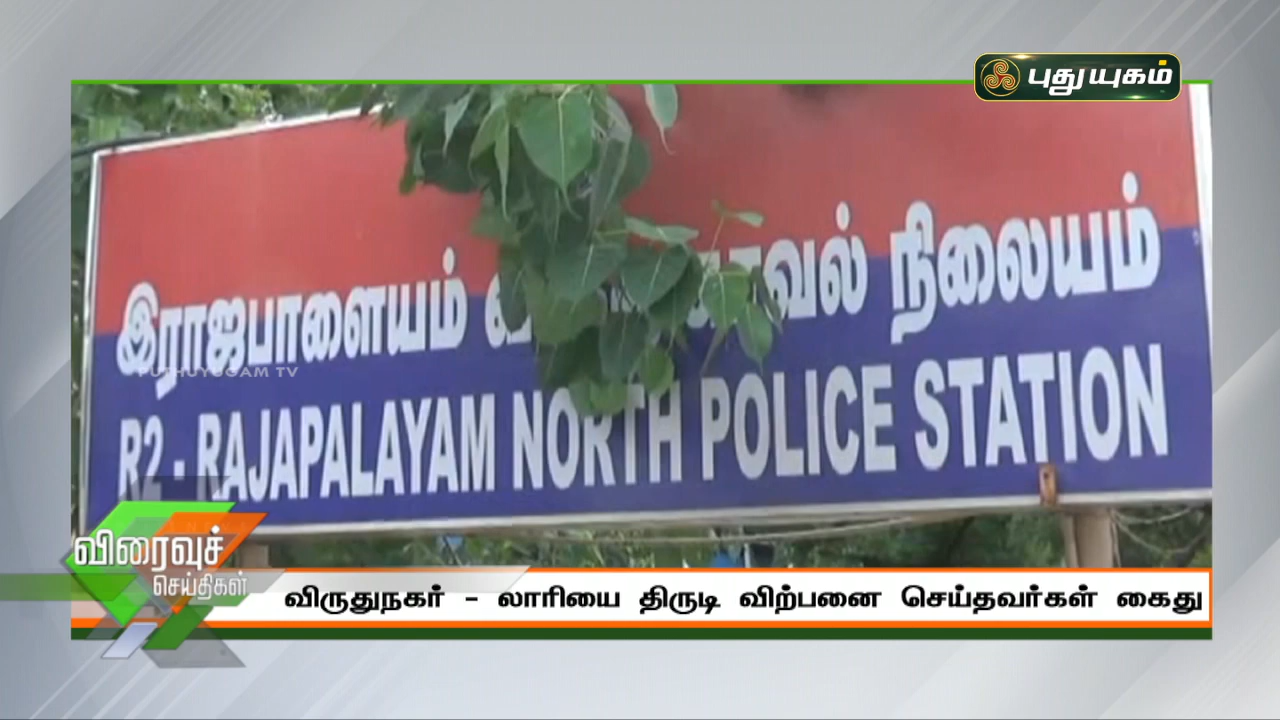 புதுயுகம்
இராஜபாளையம் காவல் நிலையம்
PUTHUYUGAM TV
R2 - RAJAPALAYAM NORTH POLICE STATION
விரைவுச்
செய்திகள்
விருதுநகர் - லாரியை திருடி விற்பனை செய்தவர்கள் கைது